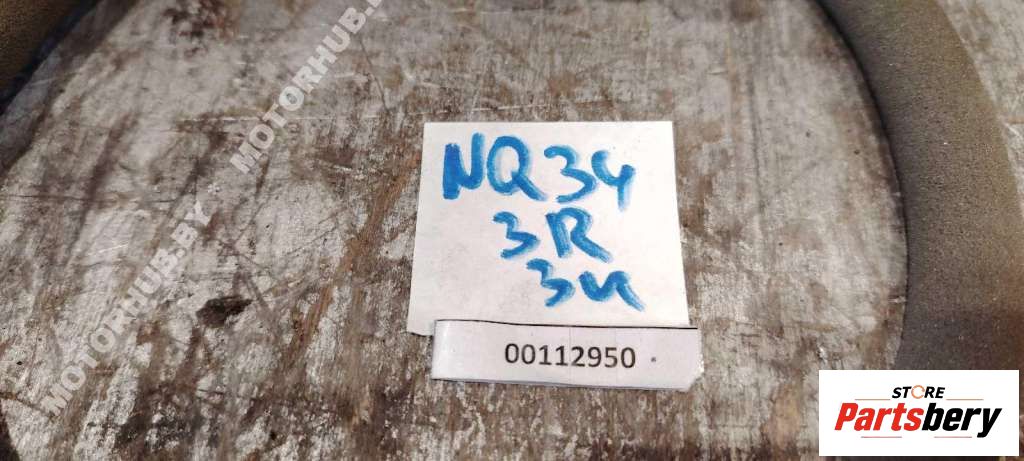 MOTORHUB.BY
MOTORHUB.BY
NQ34
3R
3и
00112950
STORE
Partsbery